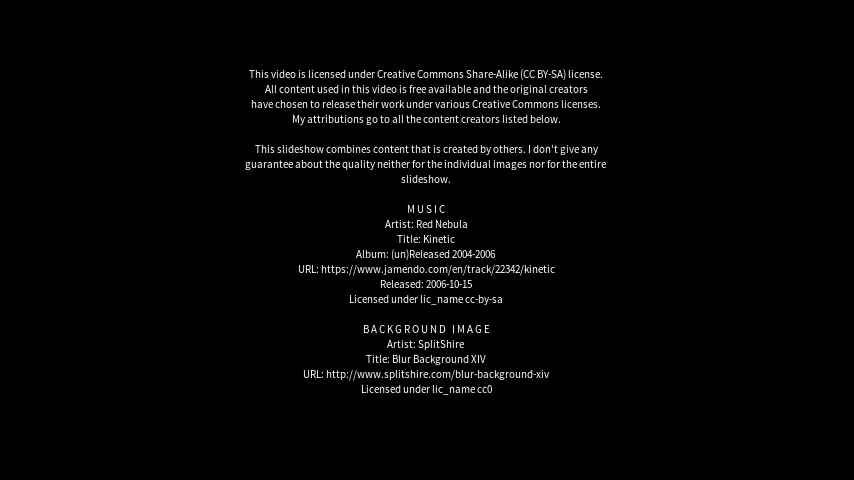 This video is licensed under Creative Commons Share-Alike (CC BY-SA) license.
All content used in this video is free available and the original creators
have chosen to release their work under various Creative Commons licenses.
My attributions go to all the content creators listed below.
This slideshow combines content that is created by others. I don't give any
guarantee about the quality neither for the individual images nor for the entire
slideshow.
MUSIC
Artist: Red Nebula
Title: Kinetic
Album: (un)Released 2004-2006
URL: https://www.jamendo.com/en/track/22342/kinetic
Released: 2006-10-15
Licensed under lic_name cc-by-sa
BACKGROUND IMAGE
Artist: SplitShire
Title: Blur Background XIV
URL: http://www.splitshire.com/blur-background-xiv
Licensed under lic_name cc0